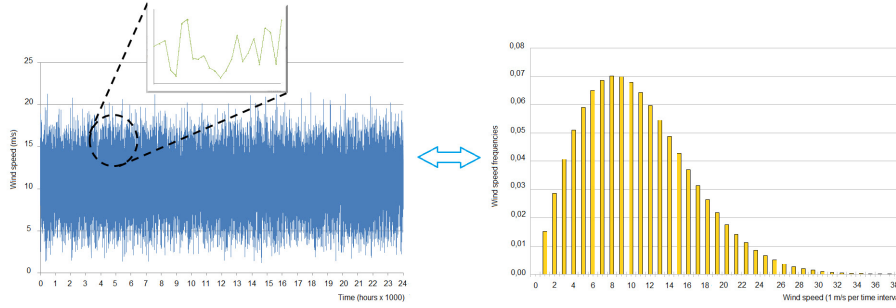 25
20
15
10
5
0
Wind speed (m/s)
0 1 2 3 4 5 6 7 8 9 10 11 12 13 14 15 16 17 18 19 20 21 22 23 24
Time (hours x 1000)
0,08
0,07
0,06
0,05
0,04
0,03
0,02
0,01
0,00
Wind speed frequencies
0 2 4 6 8 10 12 14 16 18 20 22 24 26 28 30 32 34 36 38
Wind speed (1 m/s per time interv